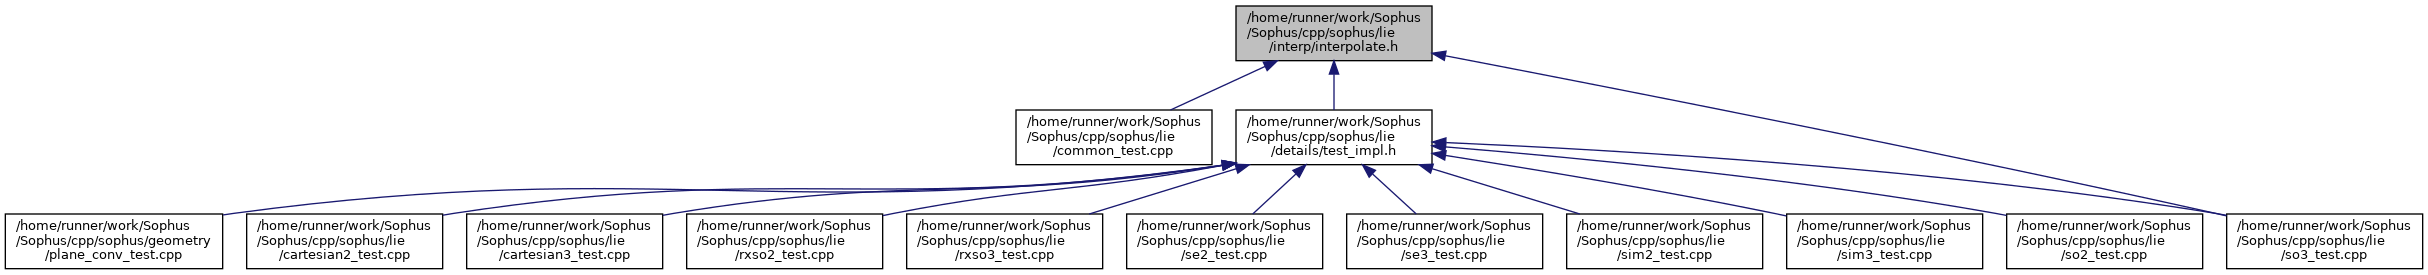 /home/runner/work/Sophus
/Sophus/cpp/sophus/lie
/interp/interpolate.h
/home/runner/work/Sophus
/Sophus/cpp/sophus/lie
/common_test.cpp
/home/runner/work/Sophus
/Sophus/cpp/sophus/lie
/details/test_impl.h
/home/runner/work/Sophus
/Sophus/cpp/sophus/geometry
/plane_conv_test.cpp
/home/runner/work/Sophus
/Sophus/cpp/sophus/lie
/cartesian2_test.cpp
/home/runner/work/Sophus
/Sophus/cpp/sophus/lie
/cartesian3_test.cpp
/home/runner/work/Sophus
/Sophus/cpp/sophus/lie
/rxso2_test.cpp
/home/runner/work/Sophus
/Sophus/cpp/sophus/lie
/rxso3_test.cpp
/home/runner/work/Sophus
/Sophus/cpp/sophus/lie
/se2_test.cpp
/home/runner/work/Sophus
/Sophus/cpp/sophus/lie
/se3_test.cpp
/home/runner/work/Sophus
/Sophus/cpp/sophus/lie
/sim2_test.cpp
/home/runner/work/Sophus
/Sophus/cpp/sophus/lie
/sim3_test.cpp
/home/runner/work/Sophus
/Sophus/cpp/sophus/lie
/so2_test.cpp
/home/runner/work/Sophus
/Sophus/cpp/sophus/lie
/so3_test.cpp